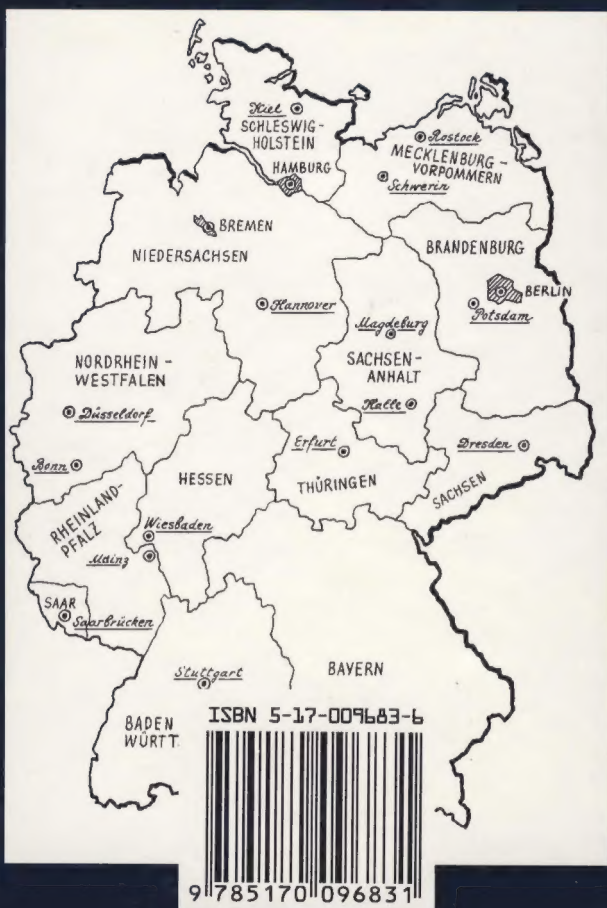 Kiel
SCHLESWIG-
HOLSTEIN
Rostock
MECKLENBURG-
VORPOMMERN
HAMBURG
Schwerin
BREMEN
NIEDERSACHSEN
BRANDENBURG
BERLIN
Hannover
Potsdam
Magdeburg
NORDRHEIN-
WESTFALEN
SACHSEN-
ANHALT
Düsseldorf
Halle
Erfurt
Dresden
Bonn
HESSEN
THÜRINGEN
SACHSEN
RHEINLAND-
PFALZ
Wiesbaden
Mainz
SAAR
Saarbrücken
Stuttgart
BAYERN
BADEN
WÜRTT
ISBN 5-17-009683-6
9 785170 096831